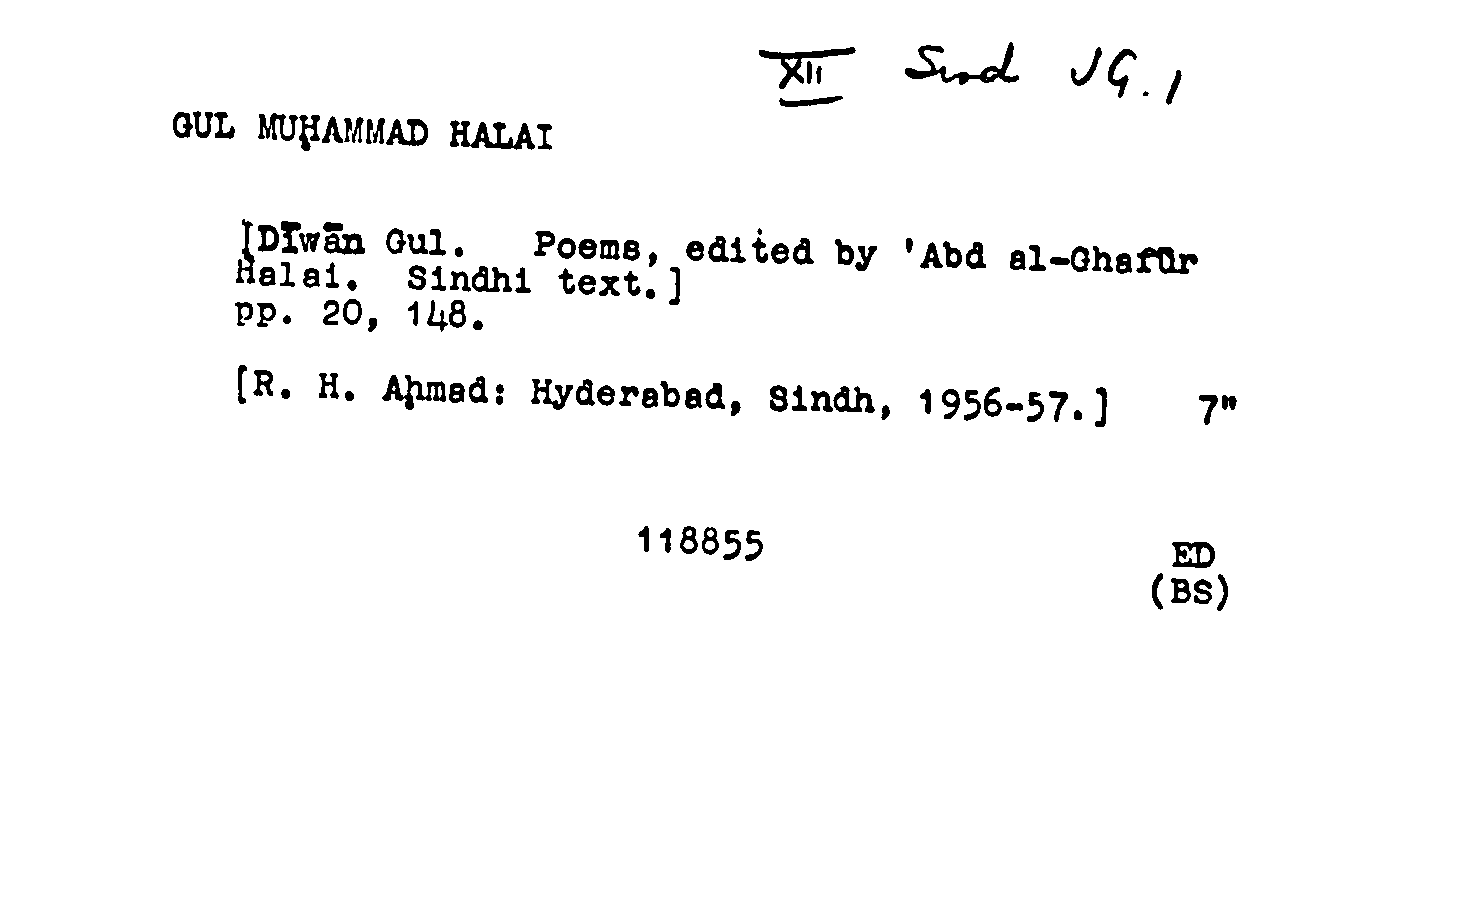 XII Sind JG.1
GUL MUḤAMMAD HALAI
[Dīwān Gul. Poems, edited by 'Abd al-Ghafūr
Halai. Sindhi text.]
pp. 20, 148.
[R. H. Aḥmad: Hyderabad, Sindh, 1956-57.] 7"
118855
ED
(BS)